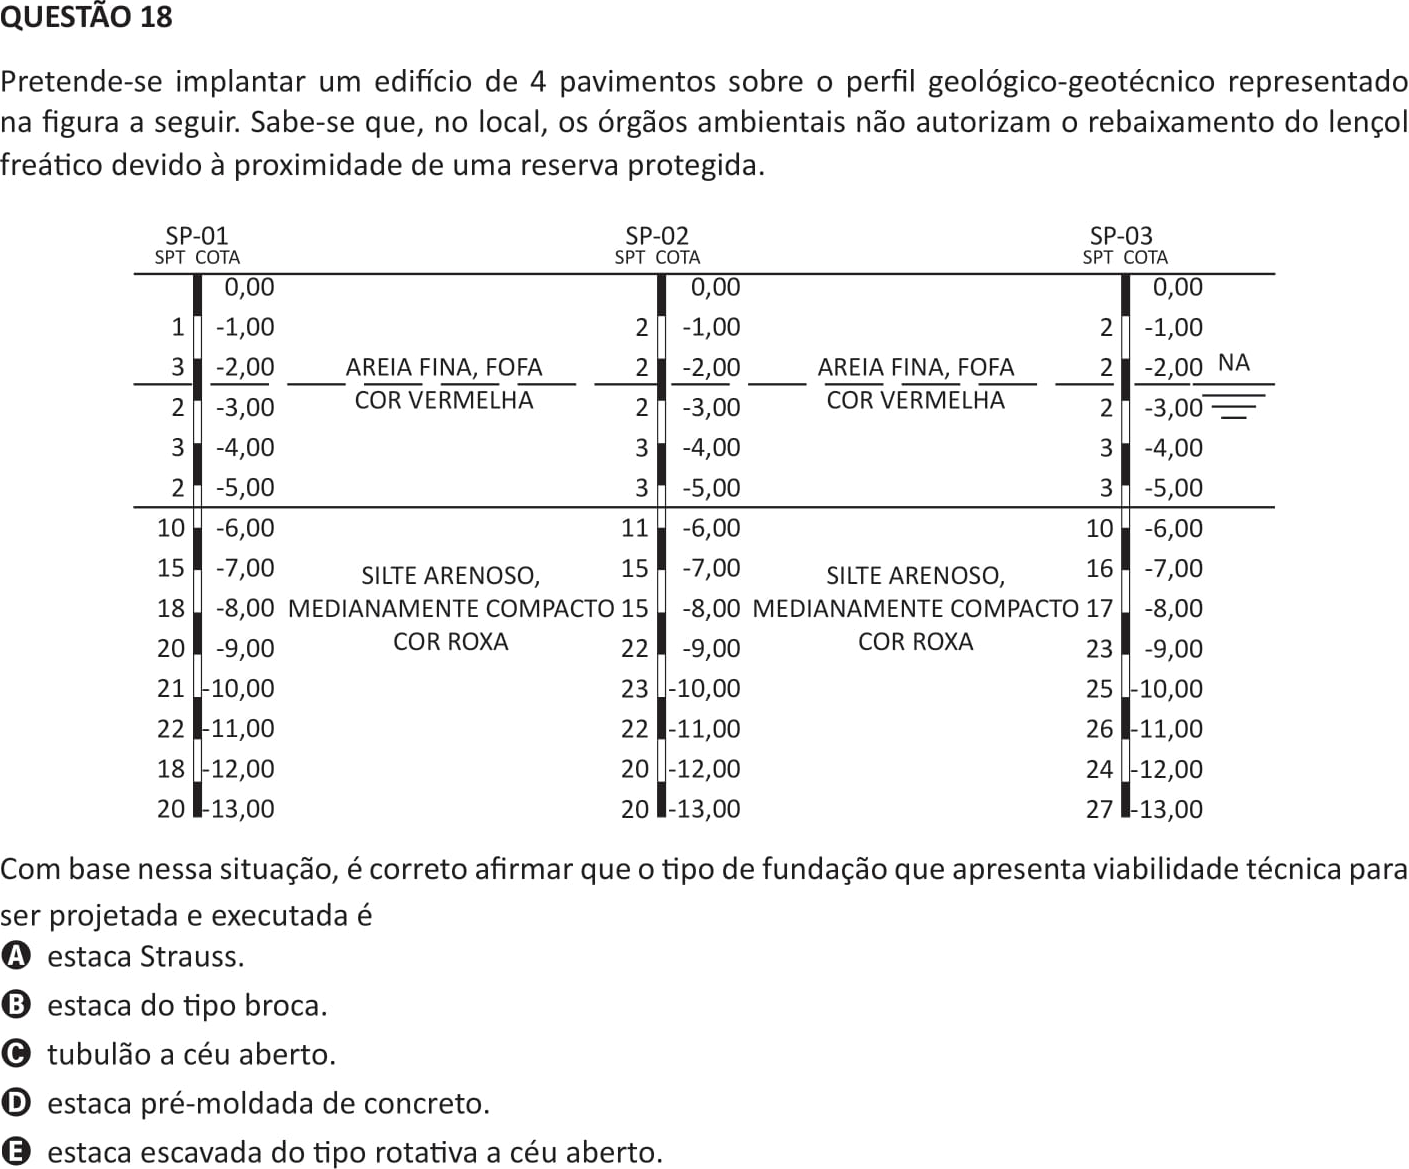 QUESTÃO 18
Pretende-se implantar um edifício de 4 pavimentos sobre o perfil geológico-geotécnico representado
na figura a seguir. Sabe-se que, no local, os órgãos ambientais não autorizam o rebaixamento do lençol
freático devido à proximidade de uma reserva protegida.
SP-01 SP-02 SP-03
SPT COTA SPT COTA SPT COTA
0,00 0,00 0,00
1 -1,00 2 -1,00 2 -1,00
3 -2,00 AREIA FINA, FOFA 2 -2,00 AREIA FINA, FOFA 2 -2,00 NA
2 -3,00 COR VERMELHA 2 -3,00 COR VERMELHA 2 -3,00
3 -4,00 3 -4,00 3 -4,00
2 -5,00 3 -5,00 3 -5,00
10 -6,00 11 -6,00 10 -6,00
15 -7,00 SILTE ARENOSO, 15 -7,00 SILTE ARENOSO, 16 -7,00
18 -8,00 MEDIANAMENTE COMPACTO 15 -8,00 MEDIANAMENTE COMPACTO 17 -8,00
20 -9,00 COR ROXA 22 -9,00 COR ROXA 23 -9,00
21 -10,00 23 -10,00 25 -10,00
22 -11,00 22 -11,00 26 -11,00
18 -12,00 20 -12,00 24 -12,00
20 -13,00 20 -13,00 27 -13,00
Com base nessa situação, é correto afirmar que o tipo de fundação que apresenta viabilidade técnica para
ser projetada e executada é
A estaca Strauss.
B estaca do tipo broca.
C tubulão a céu aberto.
D estaca pré-moldada de concreto.
E estaca escavada do tipo rotativa a céu aberto.